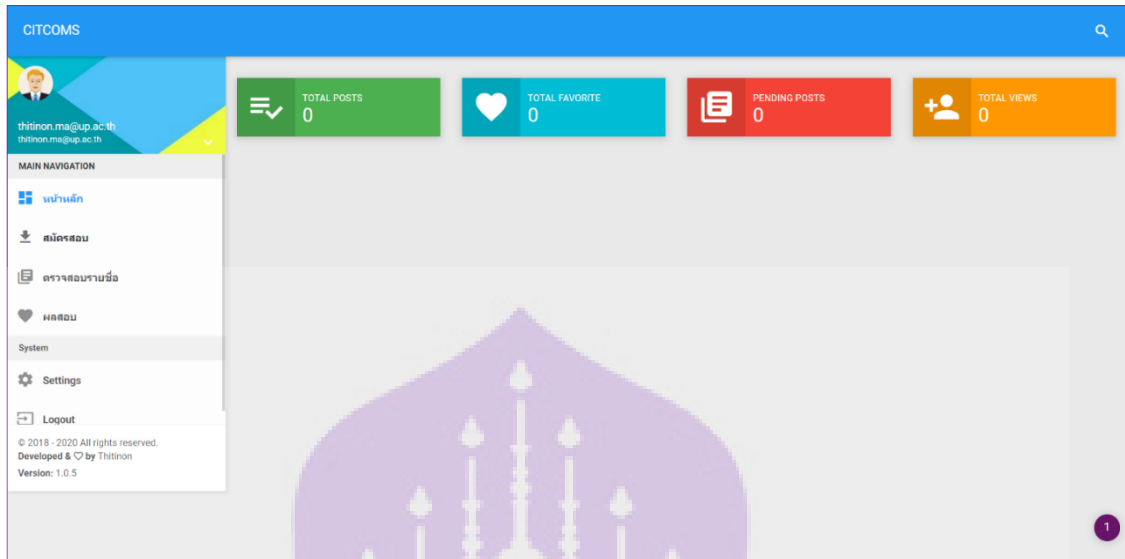 CITCOMS
thitinon.ma@up.ac.th
thitinon.ma@up.ac.th
MAIN NAVIGATION
หน้าหลัก
สมัครสอบ
ตรวจสอบรายชื่อ
ผลสอบ
System
Settings
Logout
© 2018 - 2020 All rights reserved.
Developed & ♡ by Thitinon
Version: 1.0.5
TOTAL POSTS
0
TOTAL FAVORITE
0
PENDING POSTS
0
TOTAL VIEWS
0
1